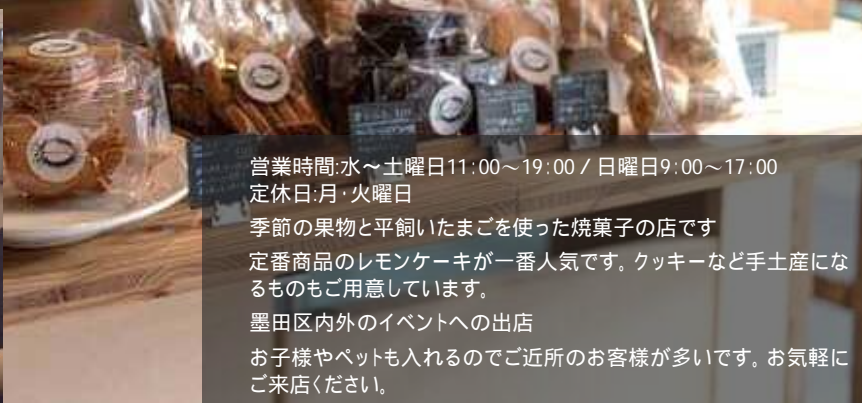 営業時間:水～土曜日11:00～19:00 / 日曜日9:00～17:00
定休日:月･火曜日
季節の果物と平飼いたまごを使った焼菓子の店です
定番商品のレモンケーキが一番人気です。クッキーなど手土産にな
るものもご用意しています。
墨田区内外のイベントへの出店
お子様やペットも入れるのでご近所のお客様が多いです。お気軽に
ご来店ください。